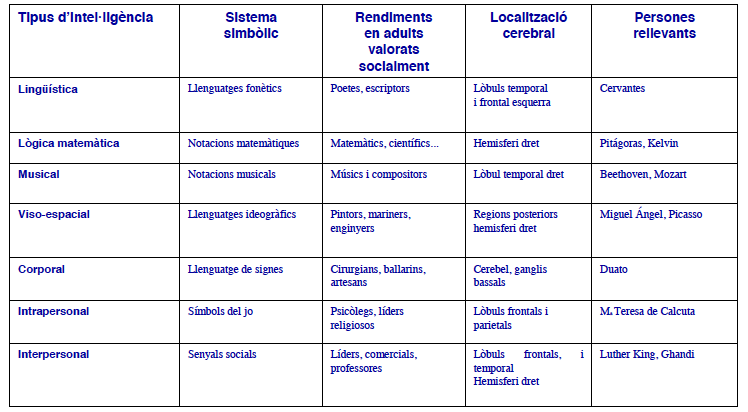 Tipus d'intel·ligència
Sistema
simbòlic
Rendiments
en adults
valorats
socialment
Localització
cerebral
Persones
rellevants
Lingüística
Llenguatges fonètics
Poetes, escriptors
Lòbuls temporal
i frontal esquerra
Cervantes
Lògica matemàtica
Notacions matemàtiques
Matemàtics, científics...
Hemisferi dret
Pitágoras, Kelvin
Musical
Notacions musicals
Músics i compositors
Lòbul temporal dret
Beethoven, Mozart
Viso-espacial
Llenguatges ideogràfics
Pintors, mariners,
enginyers
Regions posteriors
hemisferi dret
Miguel Ángel, Picasso
Corporal
Llenguatge de signes
Cirurgians, ballarins,
artesans
Cerebel, ganglis
bassals
Duato
Intrapersonal
Símbols del jo
Psicòlegs, líders
religiosos
Lòbuls frontals i
parietals
Mª Teresa de Calcuta
Interpersonal
Senyals socials
Líders, comercials,
professores
Lòbuls frontals, i
temporal
Hemisferi dret
Luther King, Ghandi